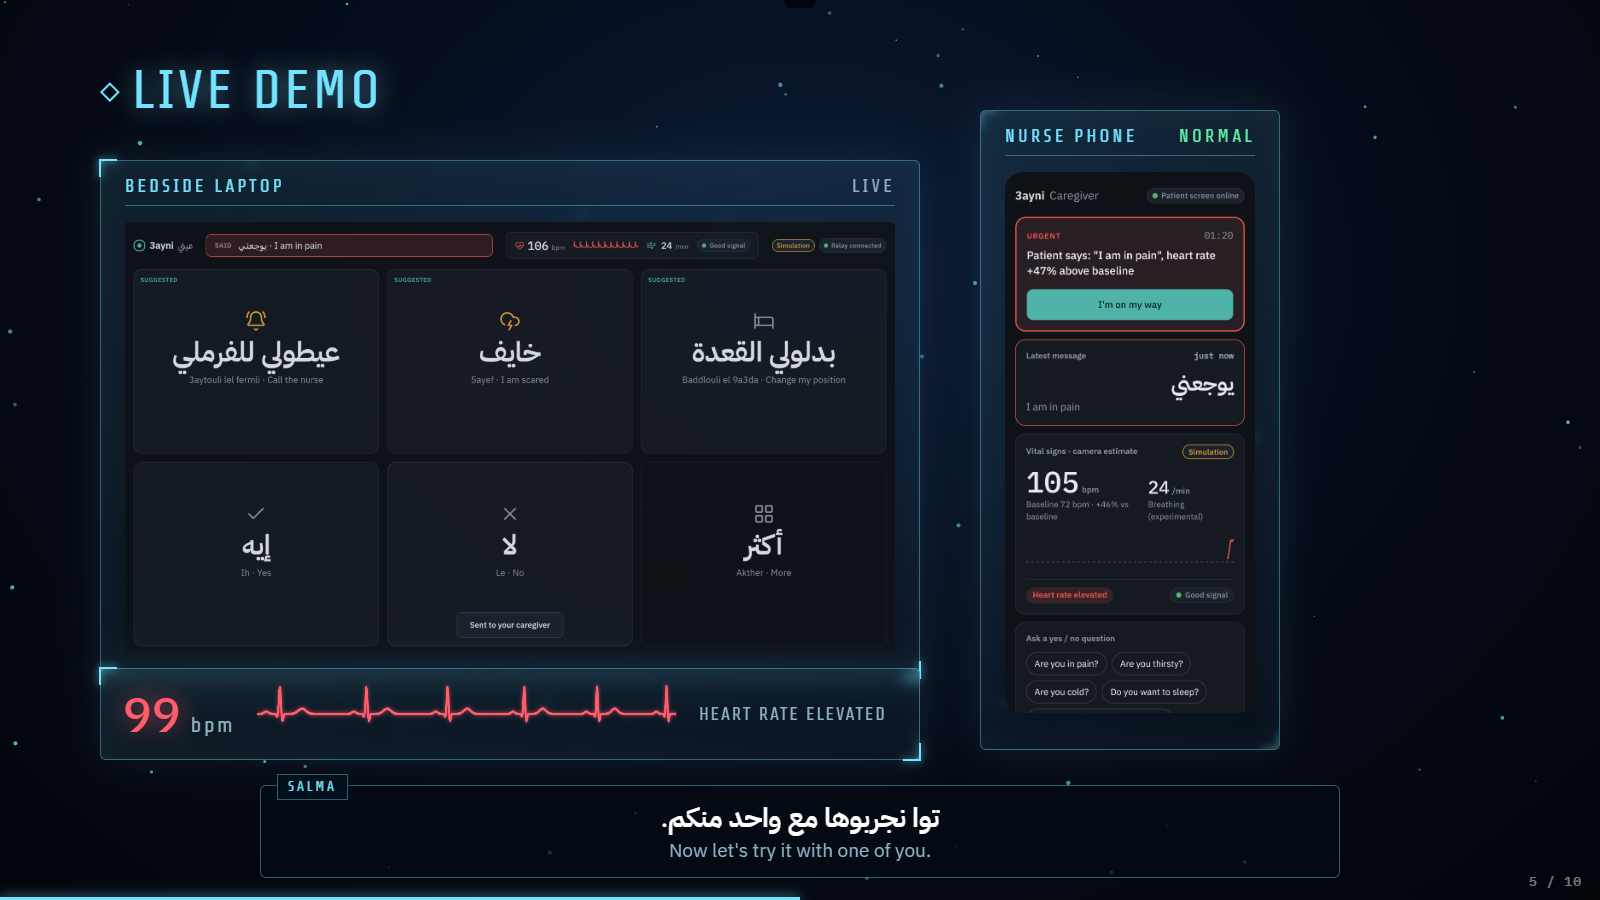 LIVE DEMO
BEDSIDE LAPTOP
LIVE
3ayni عيني
SAID يوجعني · I am in pain
106 bpm
24 /min
Good signal
Simulation
Relay connected
SUGGESTED
عيطولي للفرملي
3aytouli lel fermli · Call the nurse
SUGGESTED
خايف
5ayef · I am scared
SUGGESTED
بدلولي القعدة
Baddlouli el 9a3da · Change my position
إيه
Ih · Yes
لا
Le · No
Sent to your caregiver
أكثر
Akther · More
99 bpm
HEART RATE ELEVATED
NURSE PHONE
NORMAL
3ayni Caregiver
Patient screen online
URGENT
01:20
Patient says: "I am in pain", heart rate
+47% above baseline
I'm on my way
Latest message
just now
يوجعني
I am in pain
Vital signs · camera estimate
Simulation
105 bpm
Baseline 72 bpm · +46% vs
baseline
24 /min
Breathing
(experimental)
Heart rate elevated
Good signal
Ask a yes / no question
Are you in pain?
Are you thirsty?
Are you cold?
Do you want to sleep?
SALMA
توا نجربوها مع واحد منكم.
Now let's try it with one of you.
5 / 10